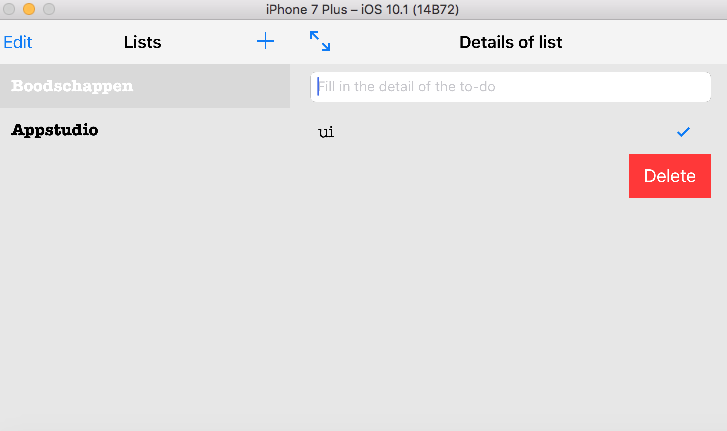 iPhone 7 Plus – iOS 10.1 (14B72)
Edit Lists + Details of list
Boodschappen
Fill in the detail of the to-do
Appstudio
ui
Delete